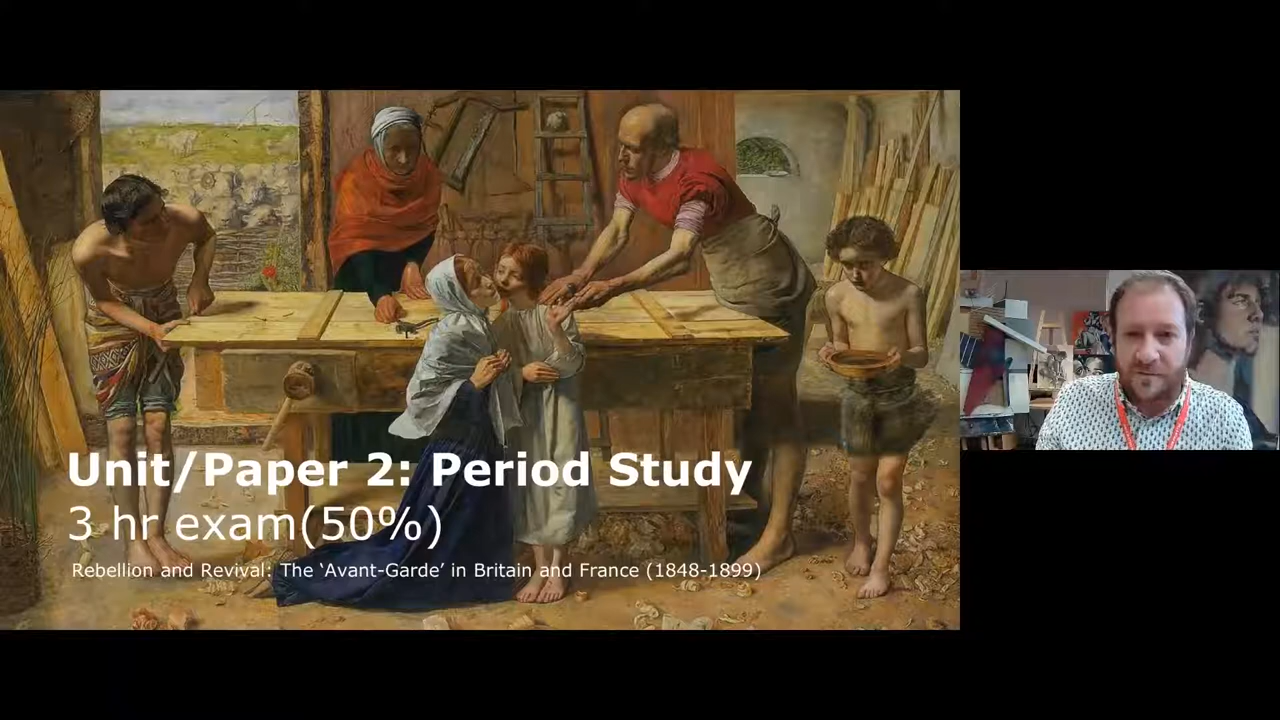 Unit/Paper 2: Period Study
3 hr exam(50%)
Rebellion and Revival: The ‘Avant-Garde’ in Britain and France (1848-1899)